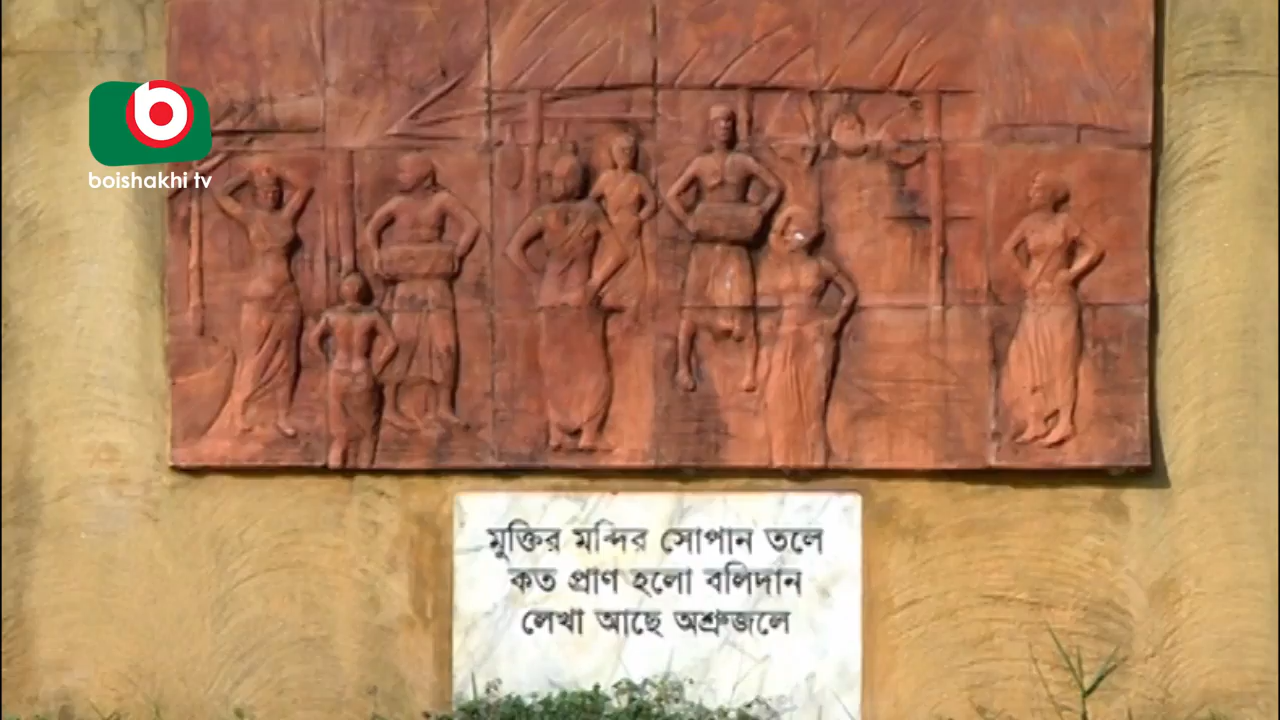 boishakhi tv
মুক্তির মন্দির সোপান তলে
কত প্রাণ হলো বলিদান
লেখা আছে অশ্রুজলে